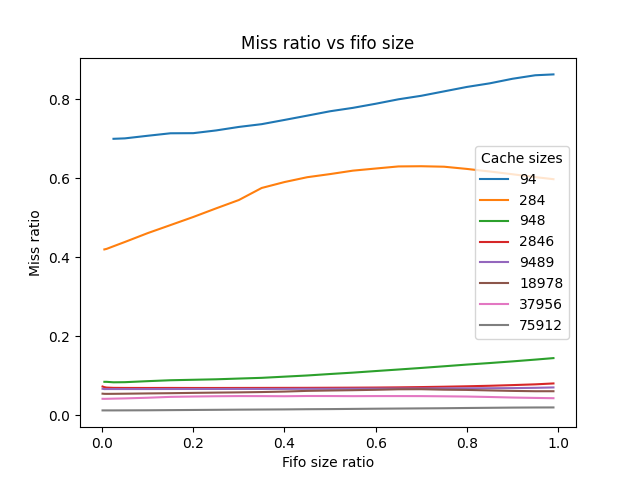 Miss ratio vs fifo size
Miss ratio
0.8
0.6
0.4
0.2
0.0
Cache sizes
94
284
948
2846
9489
18978
37956
75912
0.0 0.2 0.4 0.6 0.8 1.0
Fifo size ratio